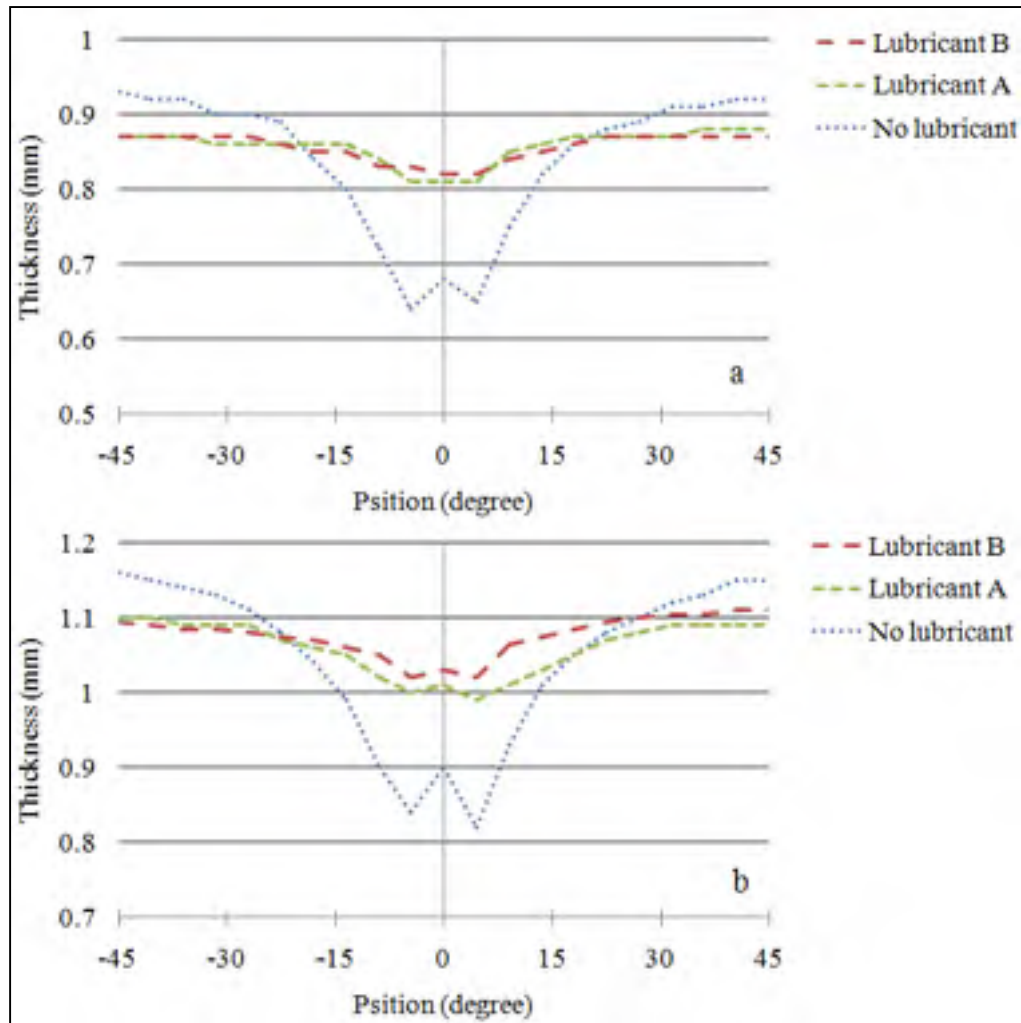 1
0.9
0.8
0.7
0.6
0.5
Thickness (mm)
-45 -30 -15 0 15 30 45
Psition (degree)
a
Lubricant B
Lubricant A
No lubricant
1.2
1.1
1
0.9
0.8
0.7
Thickness (mm)
-45 -30 -15 0 15 30 45
Psition (degree)
b
Lubricant B
Lubricant A
No lubricant